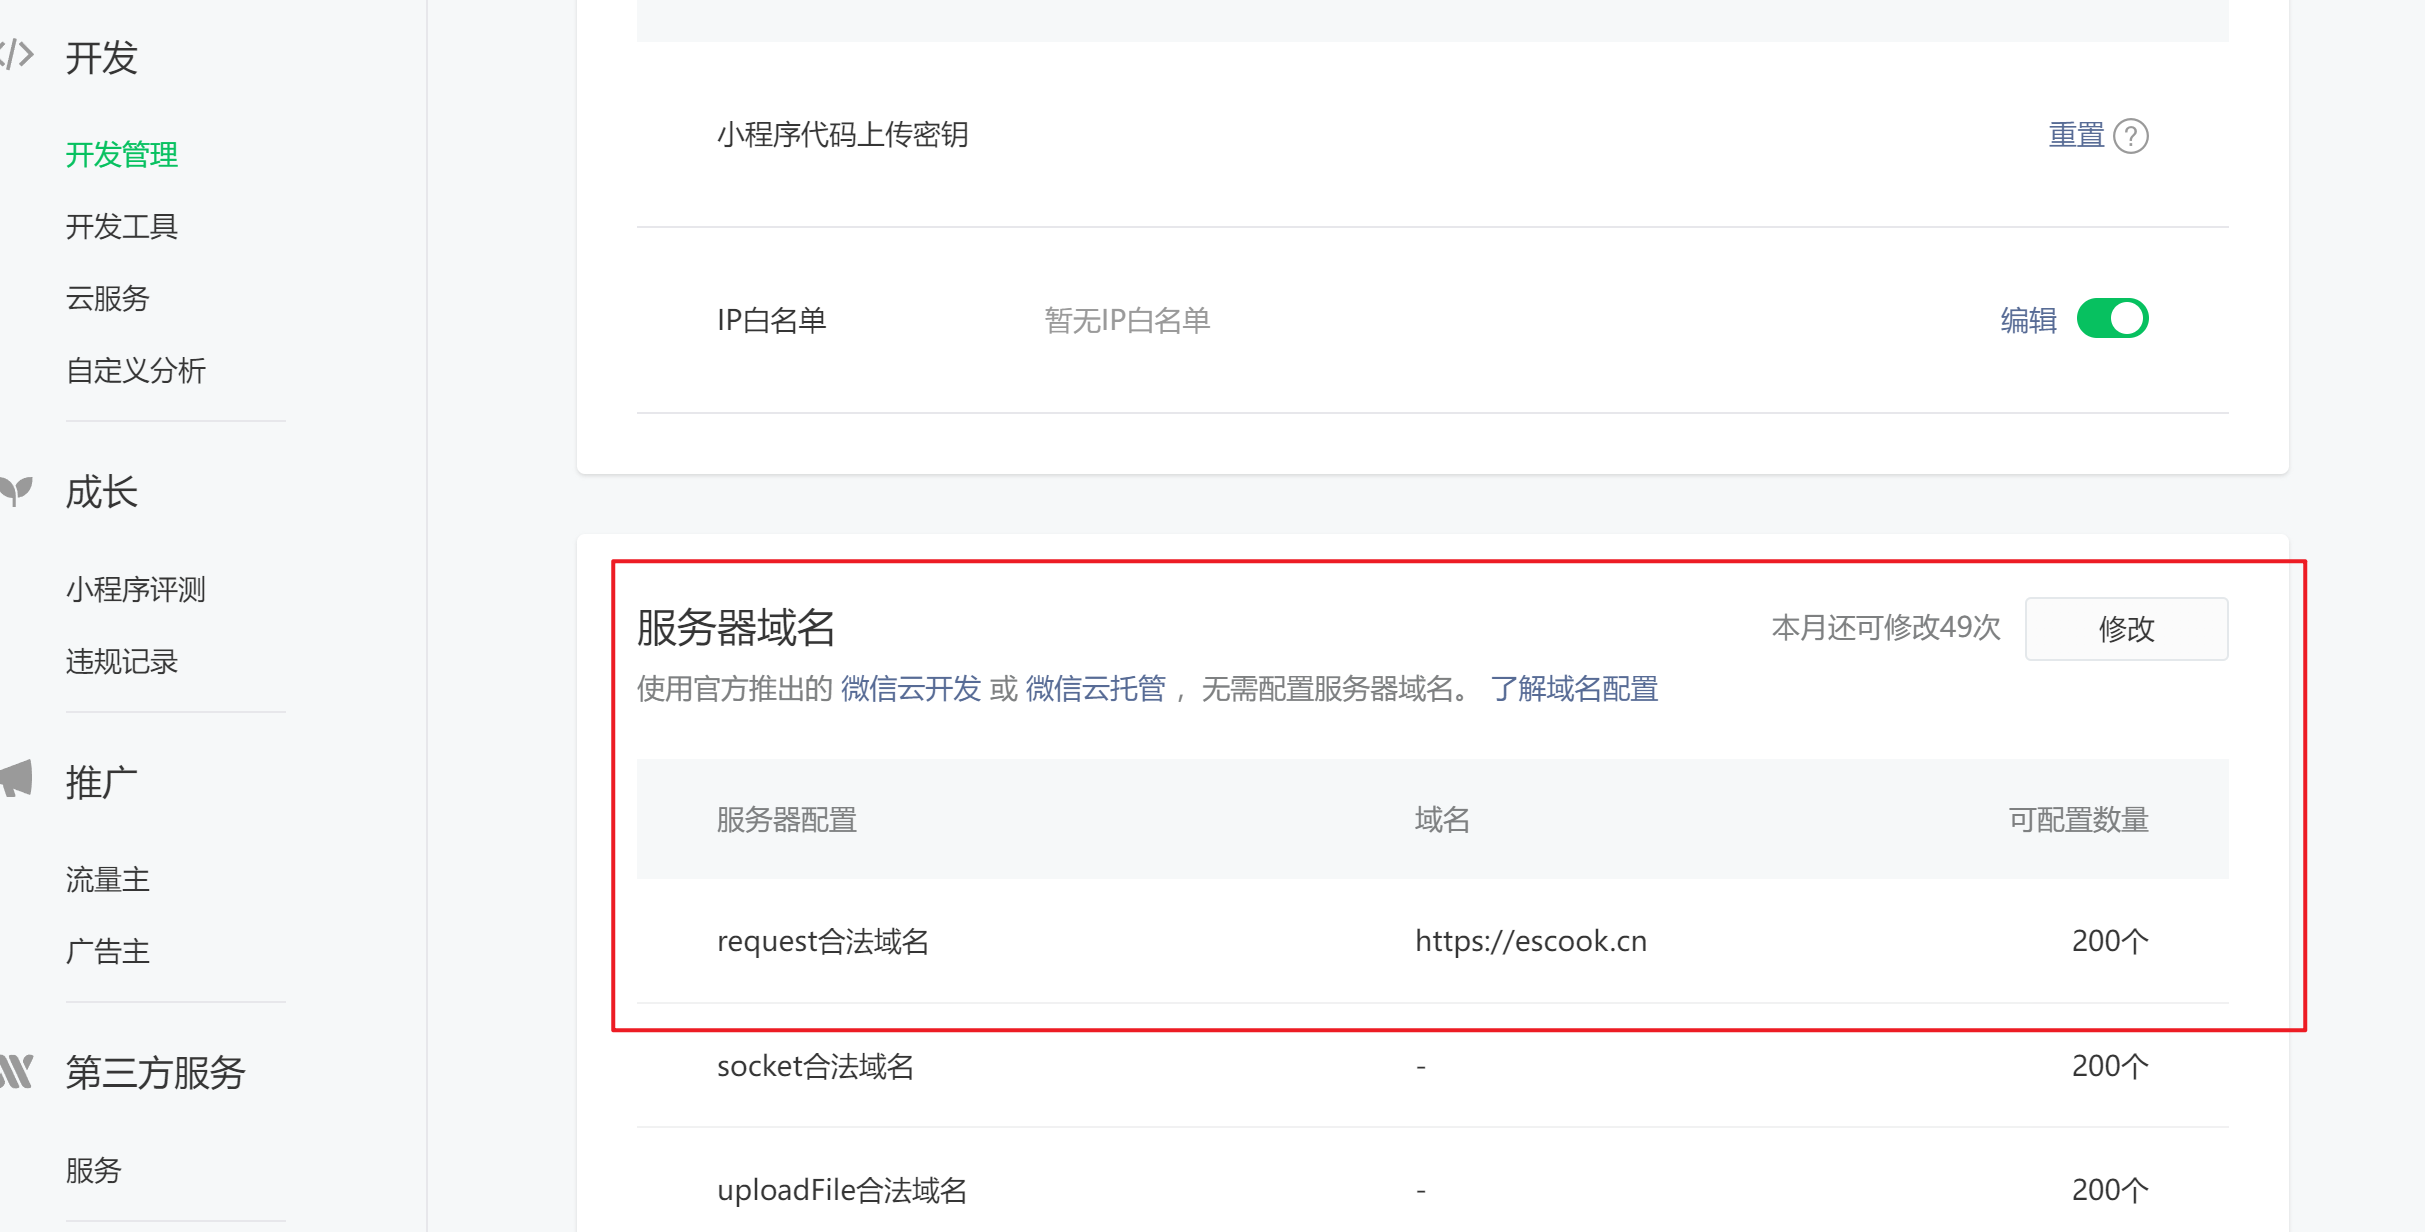 开发
开发管理
开发工具
云服务
自定义分析
成长
小程序评测
违规记录
推广
流量主
广告主
第三方服务
服务
小程序代码上传密钥 重置 ?
IP白名单 暂无IP白名单 编辑
服务器域名 本月还可修改49次 修改
使用官方推出的 微信云开发 或 微信云托管 ，无需配置服务器域名。 了解域名配置
服务器配置 域名 可配置数量
request合法域名 https://escook.cn 200个
socket合法域名 - 200个
uploadFile合法域名 - 200个